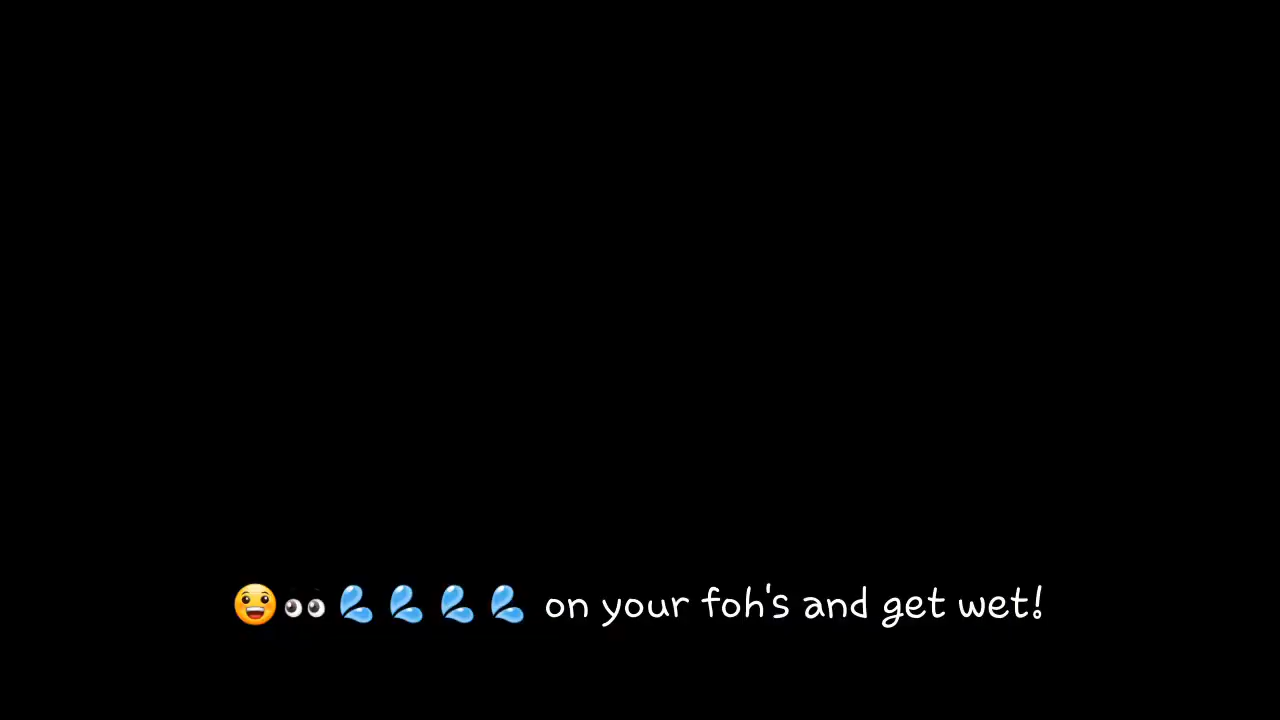 😀👀💦💦💦💦 on your foh's and get wet!